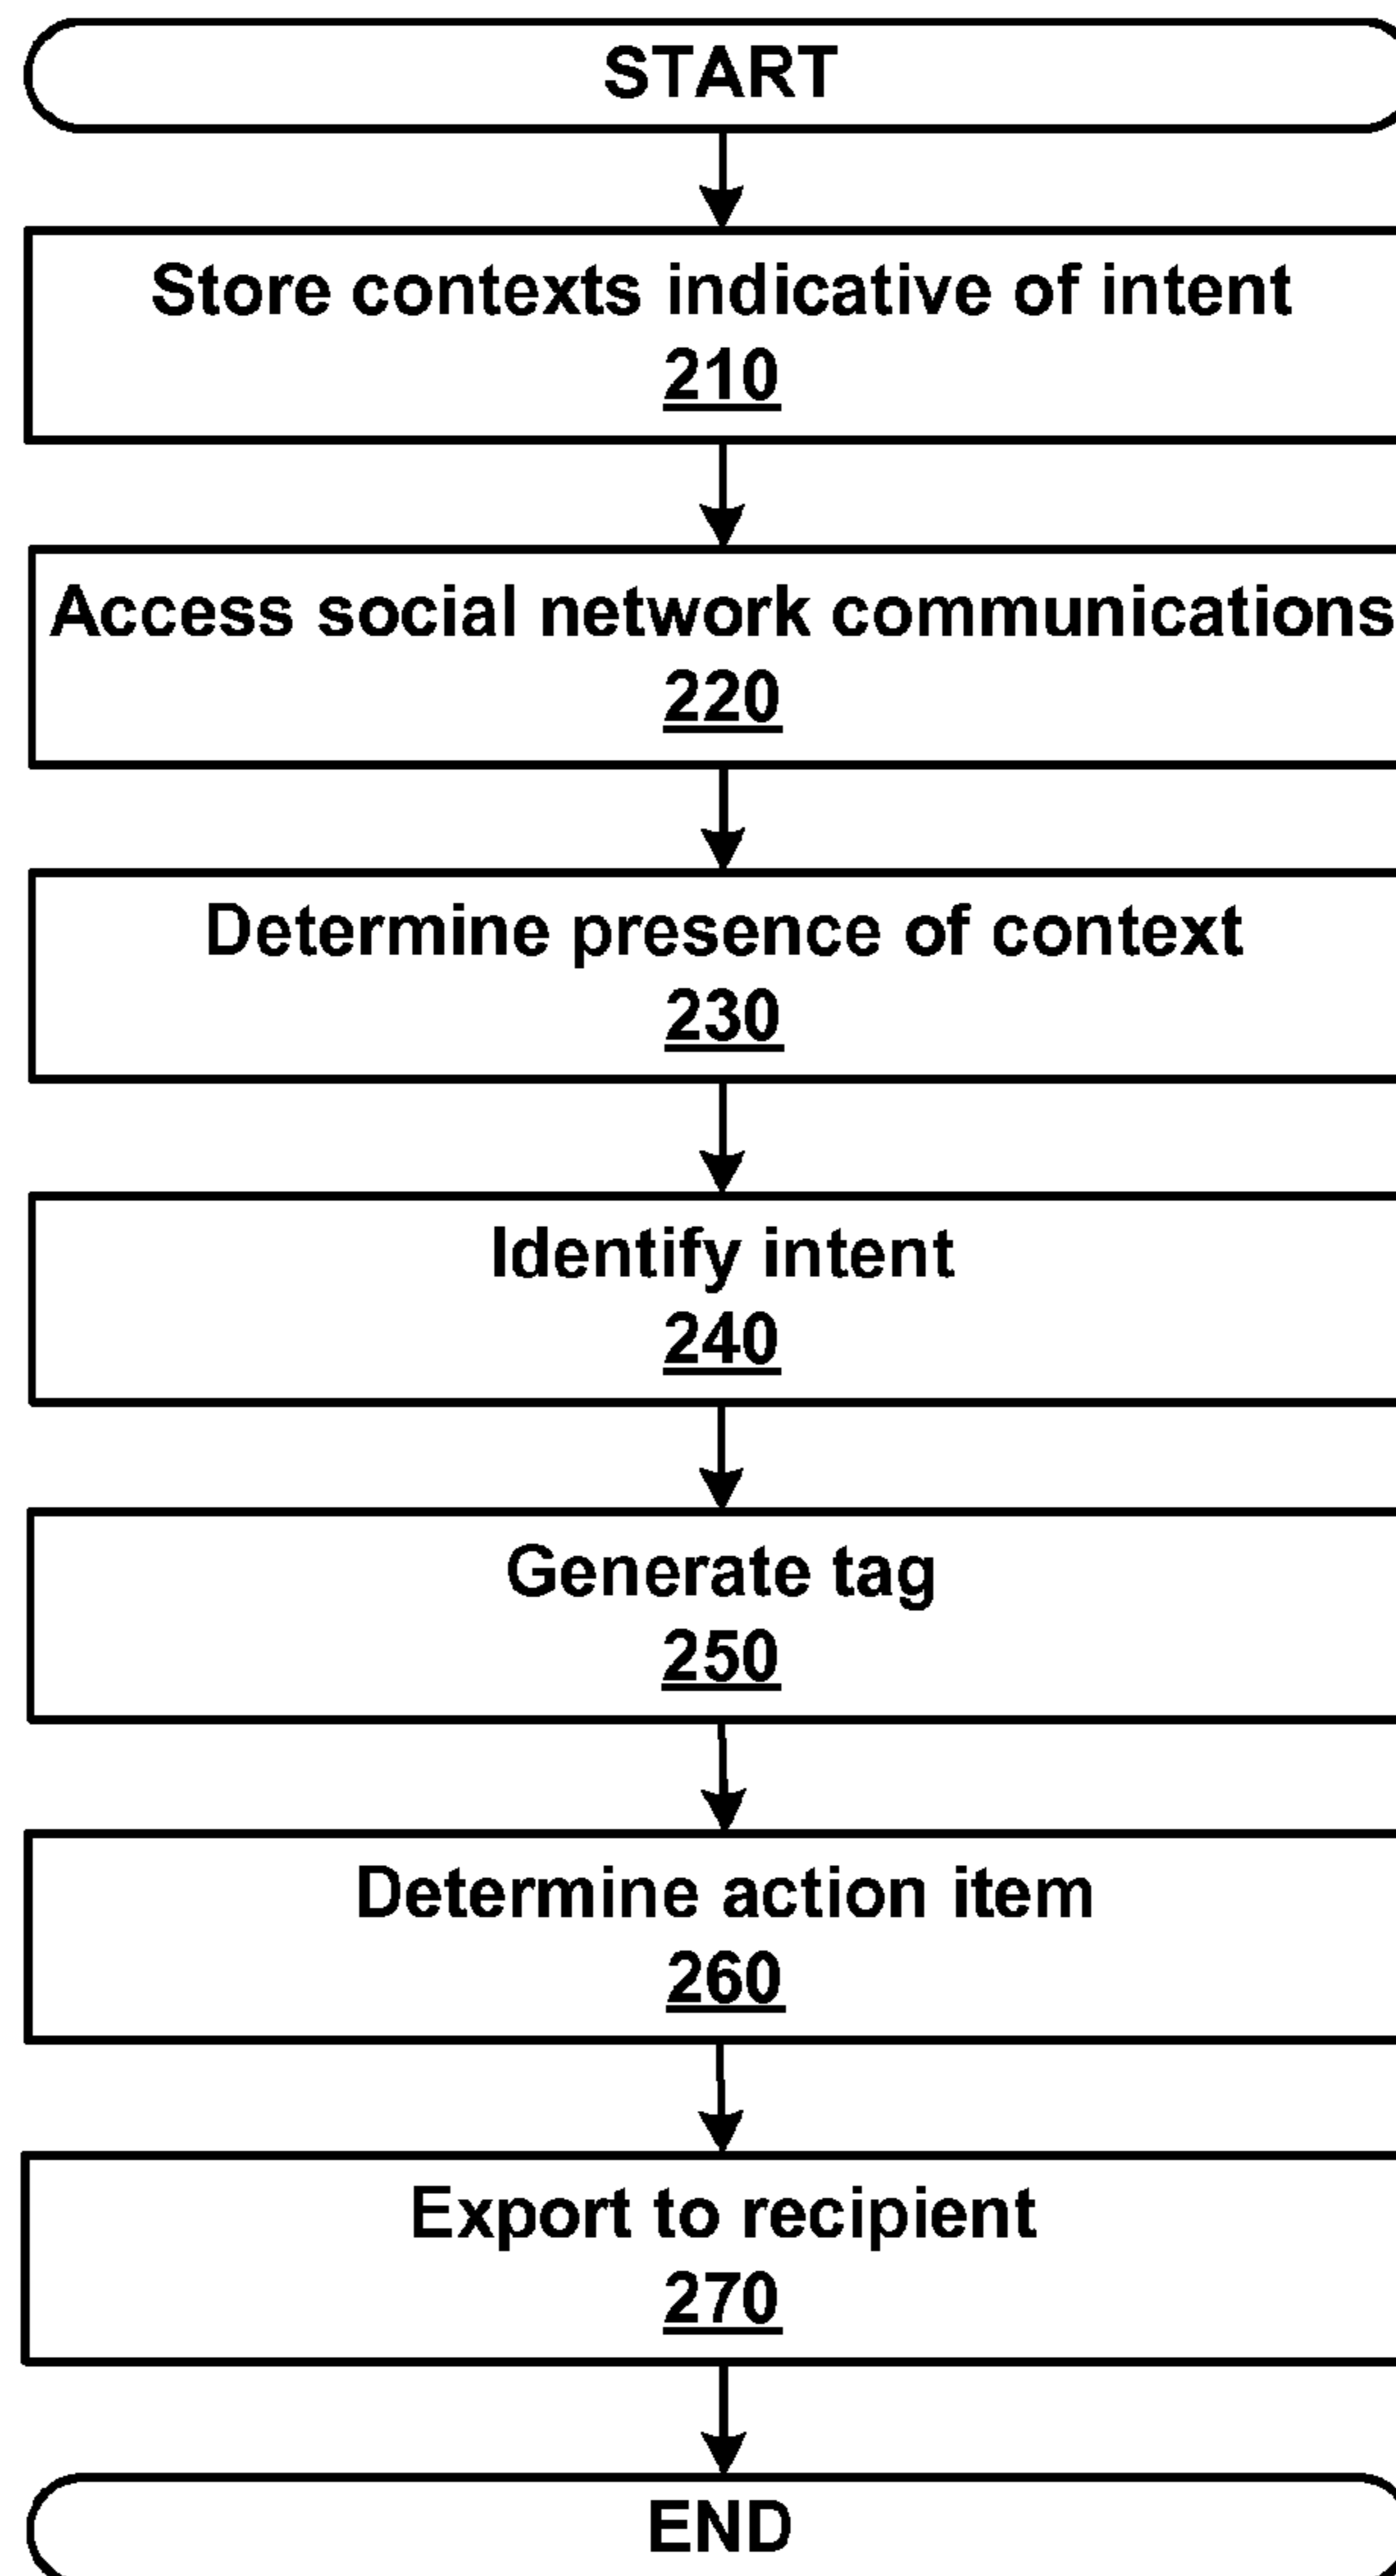 START
Store contexts indicative of intent
210
Access social network communications
220
Determine presence of context
230
Identify intent
240
Generate tag
250
Determine action item
260
Export to recipient
270
END